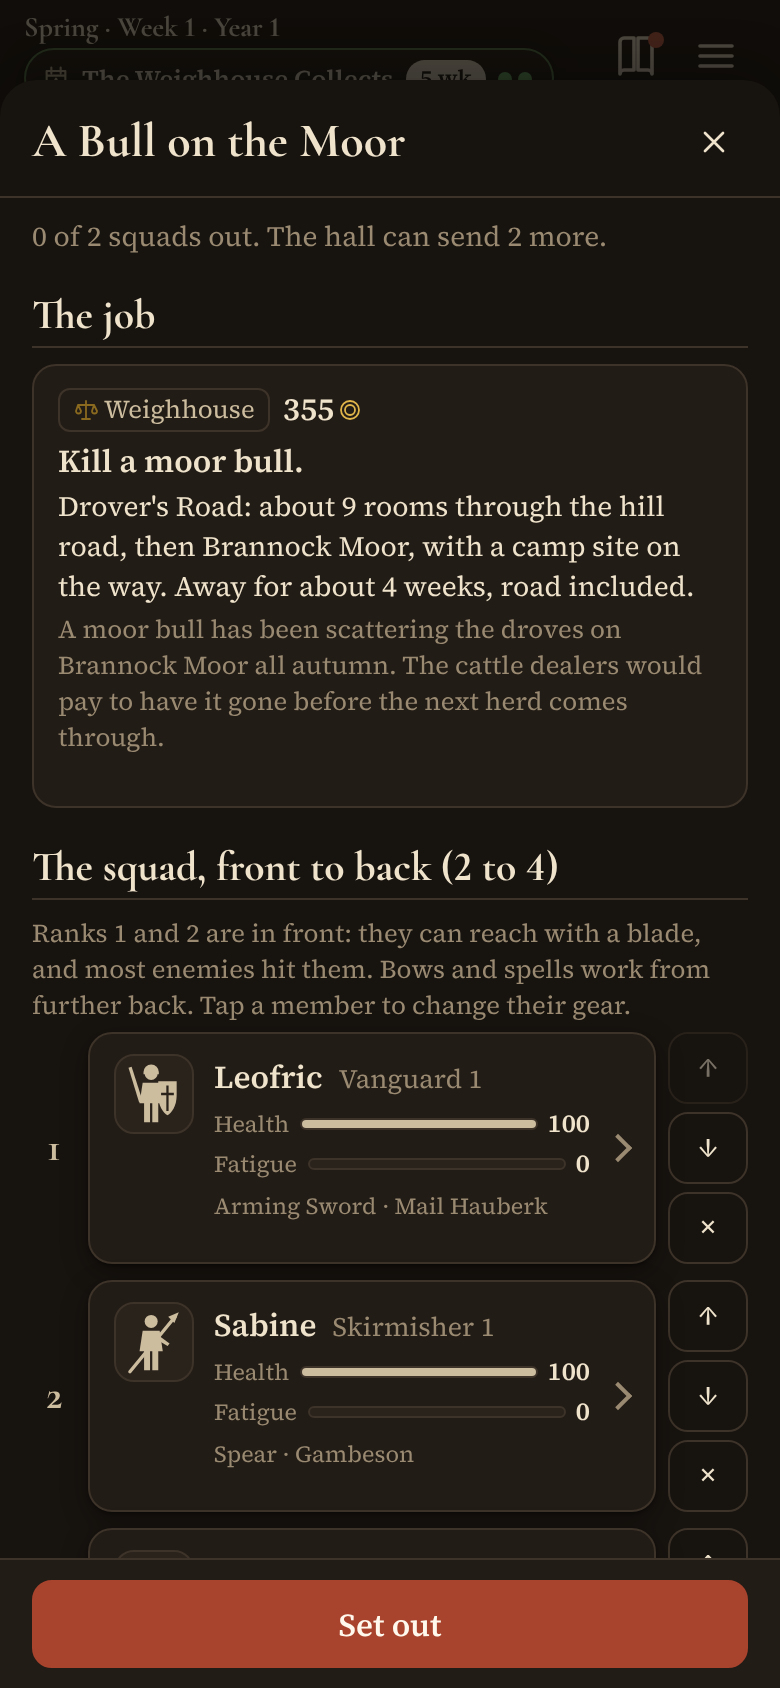 Spring · Week 1 · Year 1
The Weighhouse Collects 5 wk
A Bull on the Moor
0 of 2 squads out. The hall can send 2 more.
The job
Weighhouse 355
Kill a moor bull.
Drover's Road: about 9 rooms through the hill
road, then Brannock Moor, with a camp site on
the way. Away for about 4 weeks, road included.
A moor bull has been scattering the droves on
Brannock Moor all autumn. The cattle dealers would
pay to have it gone before the next herd comes
through.
The squad, front to back (2 to 4)
Ranks 1 and 2 are in front: they can reach with a blade,
and most enemies hit them. Bows and spells work from
further back. Tap a member to change their gear.
1
Leofric Vanguard 1
Health 100
Fatigue 0
Arming Sword · Mail Hauberk
2
Sabine Skirmisher 1
Health 100
Fatigue 0
Spear · Gambeson
Set out